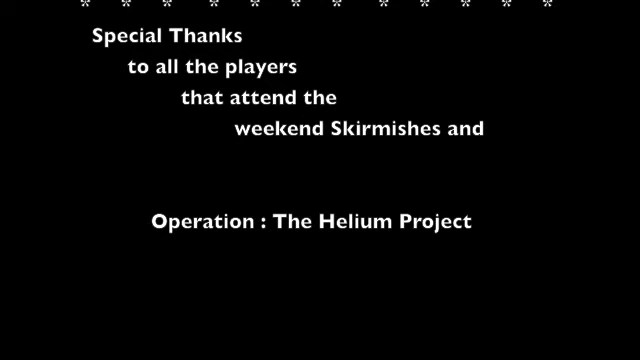 * * * * * * * * * * * *
Special Thanks
to all the players
that attend the
weekend Skirmishes and
Operation : The Helium Project